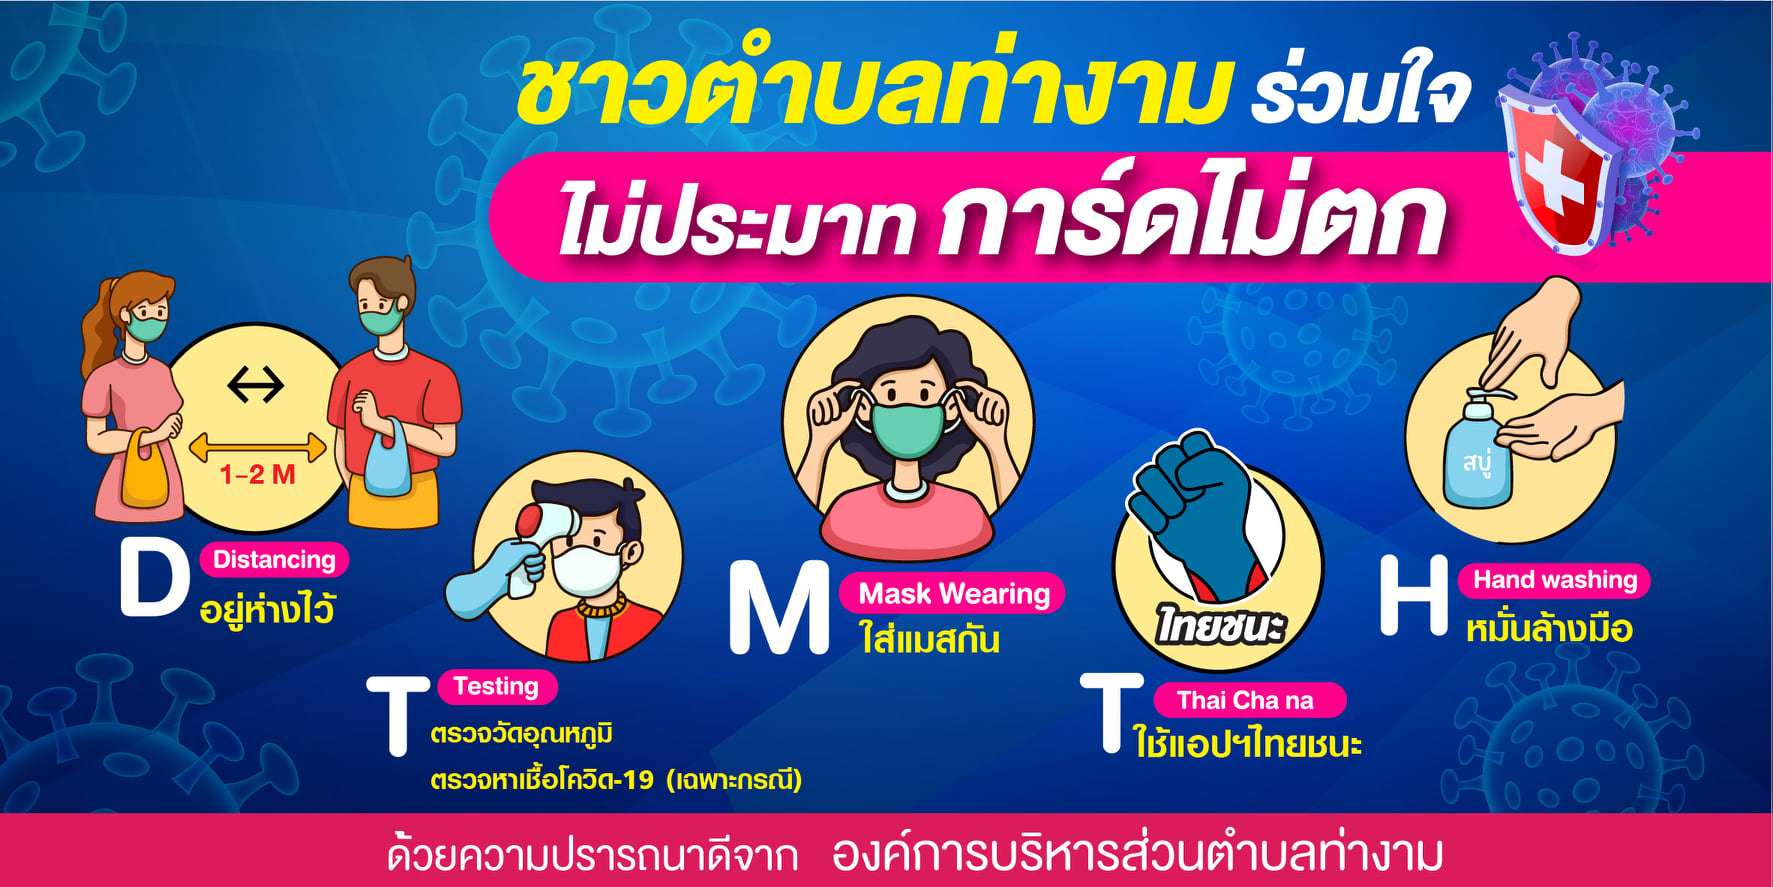 ชาวตำบลท่างาม ร่วมใจ
ไม่ประมาท การ์ดไม่ตก
1-2 M
D Distancing
อยู่ห่างไว้
T Testing
ตรวจวัดอุณหภูมิ
ตรวจหาเชื้อโควิด-19 (เฉพาะกรณี)
M Mask Wearing
ใส่แมสกัน
ไทยชนะ
T Thai Cha na
ใช้แอปฯไทยชนะ
สบู่
H Hand washing
หมั่นล้างมือ
ด้วยความปรารถนาดีจาก องค์การบริหารส่วนตำบลท่างาม